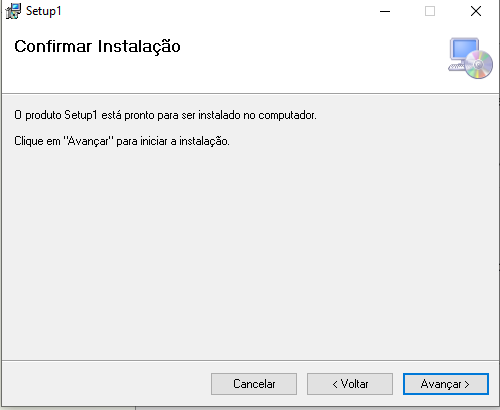 Setup1
Confirmar Instalação
O produto Setup1 está pronto para ser instalado no computador.
Clique em "Avançar" para iniciar a instalação.
Cancelar
< Voltar
Avançar >